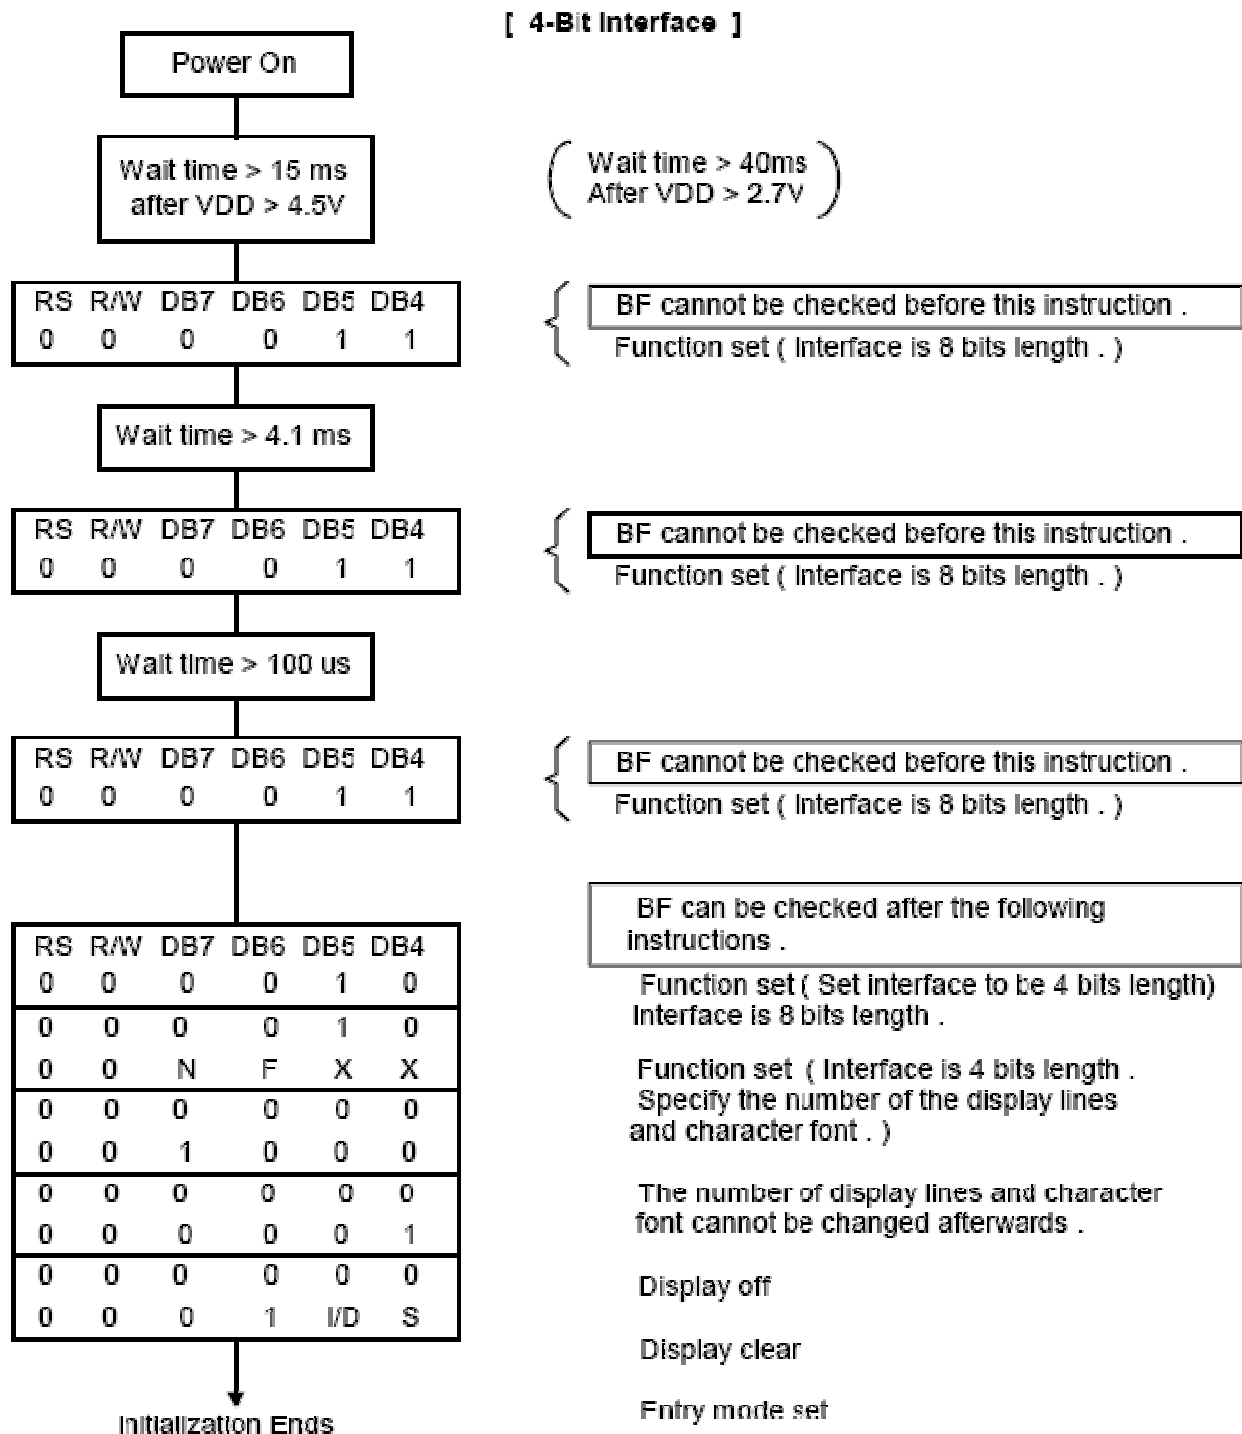 [ 4-Bit Interface ]
Power On
Wait time > 15 ms
after VDD > 4.5V
Wait time > 40ms
After VDD > 2.7V
RS R/W DB7 DB6 DB5 DB4
0 0 0 0 1 1
BF cannot be checked before this instruction .
Function set ( Interface is 8 bits length . )
Wait time > 4.1 ms
RS R/W DB7 DB6 DB5 DB4
0 0 0 0 1 1
BF cannot be checked before this instruction .
Function set ( Interface is 8 bits length . )
Wait time > 100 us
RS R/W DB7 DB6 DB5 DB4
0 0 0 0 1 1
BF cannot be checked before this instruction .
Function set ( Interface is 8 bits length . )
RS R/W DB7 DB6 DB5 DB4
0 0 0 0 1 0
0 0 0 0 1 0
0 0 N F X X
0 0 0 0 0 0
0 0 1 0 0 0
0 0 0 0 0 0
0 0 0 0 0 1
0 0 0 0 0 0
0 0 0 1 I/D S
BF can be checked after the following
instructions .
Function set ( Set interface to be 4 bits length)
Interface is 8 bits length .
Function set ( Interface is 4 bits length .
Specify the number of the display lines
and character font . )
The number of display lines and character
font cannot be changed afterwards .
Display off
Display clear
Entry mode set
Initialization Ends